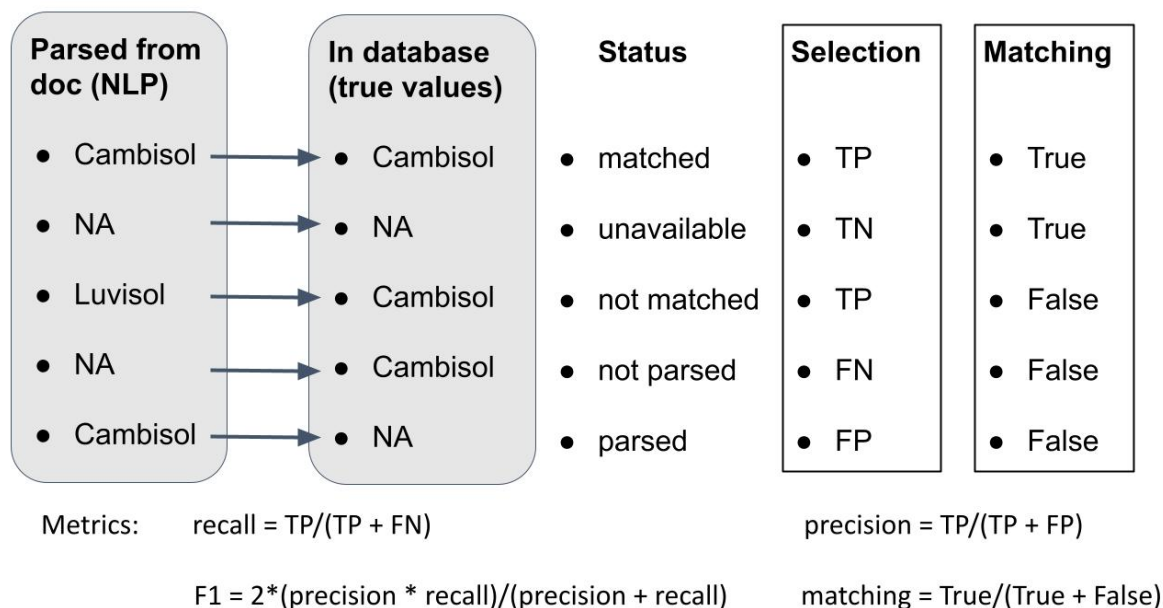 Parsed from doc (NLP)
In database (true values)
Status
Selection
Matching
• Cambisol
• Cambisol
• matched
• TP
• True
• NA
• NA
• unavailable
• TN
• True
• Luvisol
• Cambisol
• not matched
• TP
• False
• NA
• Cambisol
• not parsed
• FN
• False
• Cambisol
• NA
• parsed
• FP
• False
Metrics: recall = TP/(TP + FN) precision = TP/(TP + FP)
F1 = 2*(precision * recall)/(precision + recall) matching = True/(True + False)